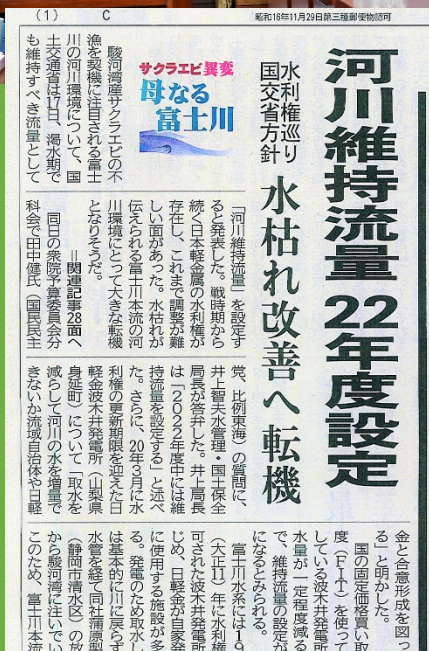 (1) C 昭和16年11月29日第三種郵便物認可
河川維持流量 22年度設定
水利権巡り
国交省方針
水枯れ改善へ転機
サクラエビ異変
母なる
富士川
駿河湾産サクラエビの不
漁を契機に注目される富士
川の河川環境について、国
土交通省は17日、渇水期で
も維持すべき流量として
「河川維持流量」を設定す
ると発表した。戦時期から
続く日本軽金属の水利権が
存在し、これまで調整が難
しい面があった。水枯れが
伝えられる富士川本流の河
川環境にとって大きな転機
となりそうだ。
=関連記事28面へ
同日の衆院予算委員会分
科会で田中健氏(国民民主
党、比例東海)の質問に、
井上智夫水管理・国土保全
局長が答弁した。井上局長
は「2022年度中には維
持流量を設定する」と述べ
た。さらに、20年3月に水
利権の更新期限を迎えた日
軽金波木井発電所(山梨県
身延町)について「取水を
減らして河川の水を増量で
きないか流域自治体や日軽
金と合意形成を図っ
る」と明かした。
国の固定価格買い取
度(FIT)を使って
している波木井発電所
水量が一定程度減る
で、維持流量の設定が
になるとみられる。
富士川水系には19
(大正11)年に水利権
可された波木井発電所
じめ、日軽金が自家発
に使用する施設が多
る。発電のため取水し
は基本的に川に戻らず
水管を経て同社蒲原製
(静岡市清水区)の放
から駿河湾に注いでい
このため、富士川本流